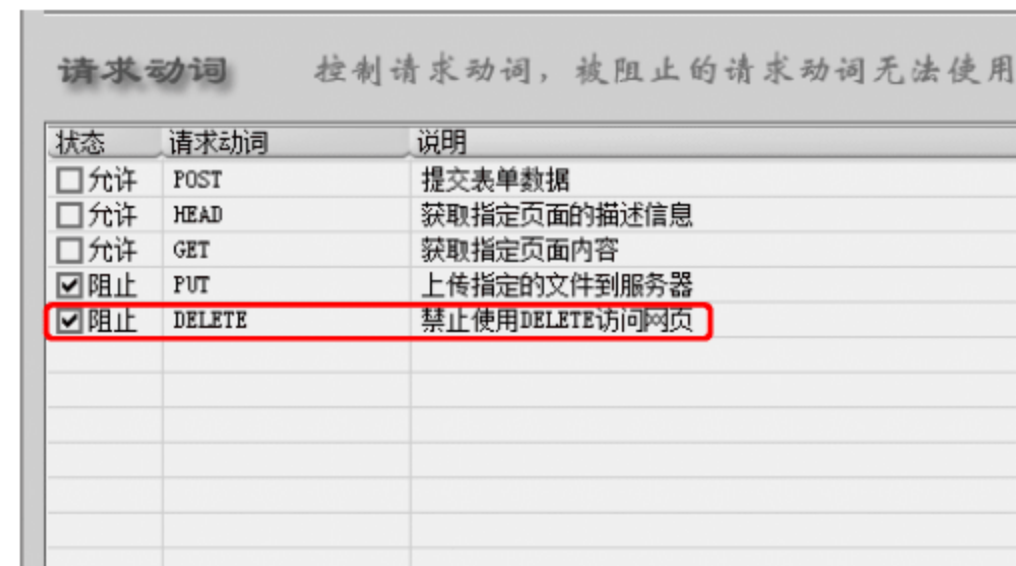 请求动词 控制请求动词，被阻止的请求动词无法使用
状态 请求动词 说明
允许 POST 提交表单数据
允许 HEAD 获取指定页面的描述信息
允许 GET 获取指定页面内容
阻止 PUT 上传指定的文件到服务器
阻止 DELETE 禁止使用DELETE访问网页